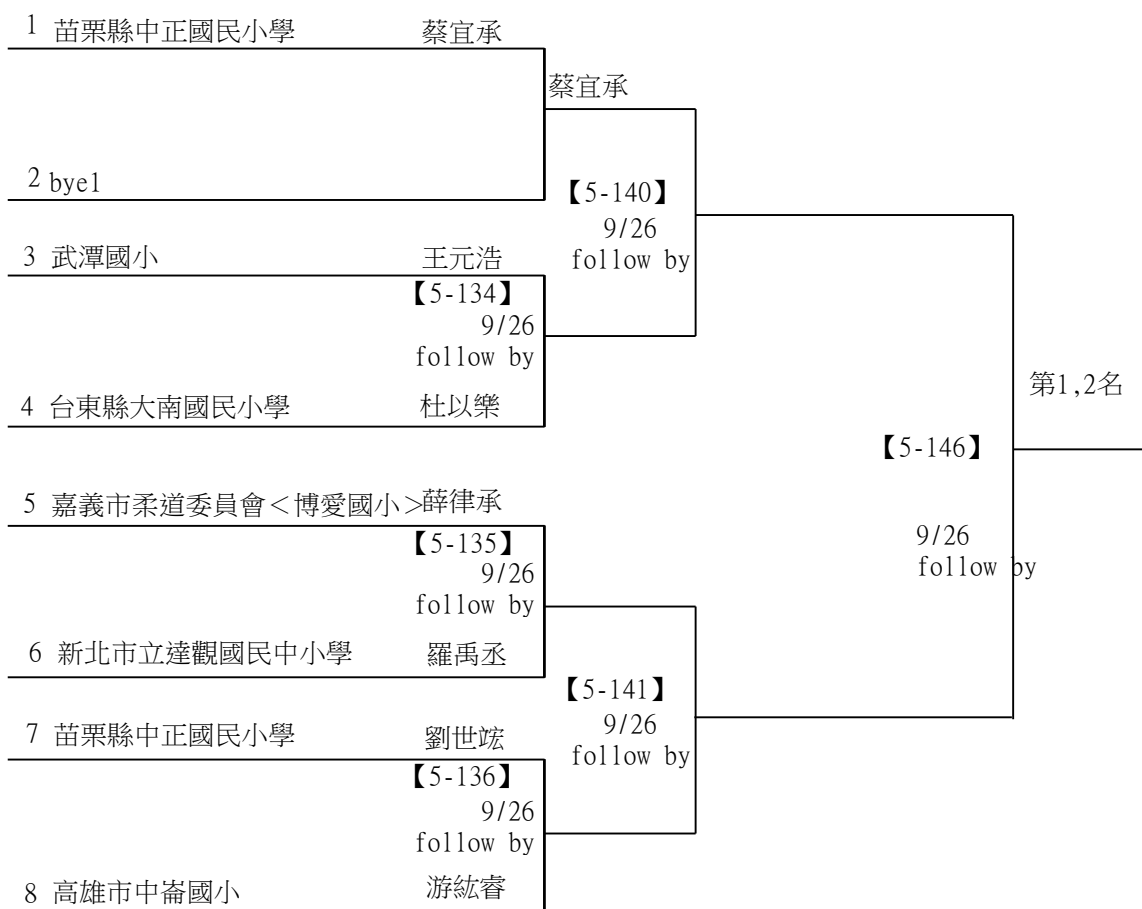 1 苗栗縣中正國民小學 蔡宜承
蔡宜承
2 bye1
【5-140】
9/26
follow by
3 武潭國小 王元浩
【5-134】
9/26
follow by
4 台東縣大南國民小學 杜以樂
第1,2名
【5-146】
9/26
follow by
5 嘉義市柔道委員會＜博愛國小＞薛律承
【5-135】
9/26
follow by
6 新北市立達觀國民中小學 羅禹丞
【5-141】
9/26
follow by
7 苗栗縣中正國民小學 劉世竤
【5-136】
9/26
follow by
8 高雄市中崙國小 游紘睿